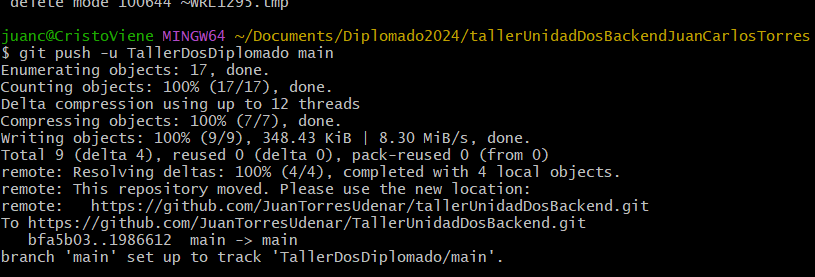 delete mode 100644 ~WRL1295.tmp
juanc@CristoViene MINGW64 ~/Documents/Diplomado2024/tallerUnidadDosBackendJuanCarlosTorres
$ git push -u TallerDosDiplomado main
Enumerating objects: 17, done.
Counting objects: 100% (17/17), done.
Delta compression using up to 12 threads
Compressing objects: 100% (7/7), done.
Writing objects: 100% (9/9), 348.43 KiB | 8.30 MiB/s, done.
Total 9 (delta 4), reused 0 (delta 0), pack-reused 0 (from 0)
remote: Resolving deltas: 100% (4/4), completed with 4 local objects.
remote: This repository moved. Please use the new location:
remote:   https://github.com/JuanTorresUdenar/tallerUnidadDosBackend.git
To https://github.com/JuanTorresUdenar/TallerUnidadDosBackend.git
   bfa5b03..1986612  main -> main
branch 'main' set up to track 'TallerDosDiplomado/main'.